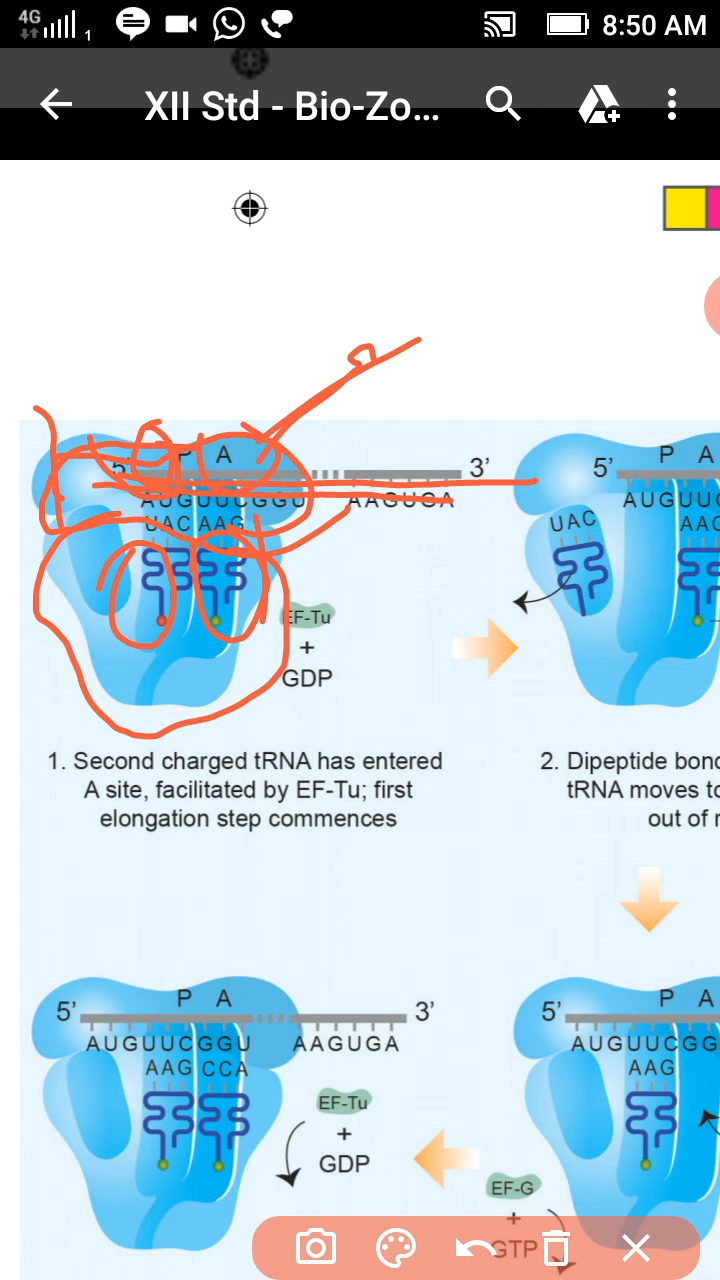 4G 1 8:50 AM
XII Std - Bio-Zo...
5' P A 3'
AUGUUCGGU AAGUGA
UAC AAG
EF-Tu
+
GDP
5' P A
AUGUUC
UAC AAG
1. Second charged tRNA has entered
A site, facilitated by EF-Tu; first
elongation step commences
2. Dipeptide bond
tRNA moves to
out of r
5' P A 3'
AUGUUCGGU AAGUGA
AAG CCA
EF-Tu
+
GDP
5' P A
AUGUUCGG
AAG
EF-G
+
GTP